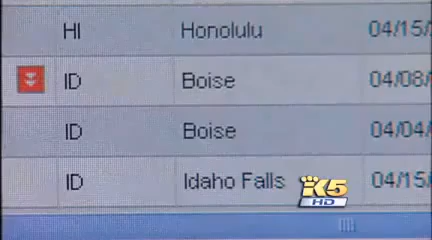 HI Honolulu 04/15/
ID Boise 04/08/
ID Boise 04/04/
ID Idaho Falls 04/15/
K5
HD